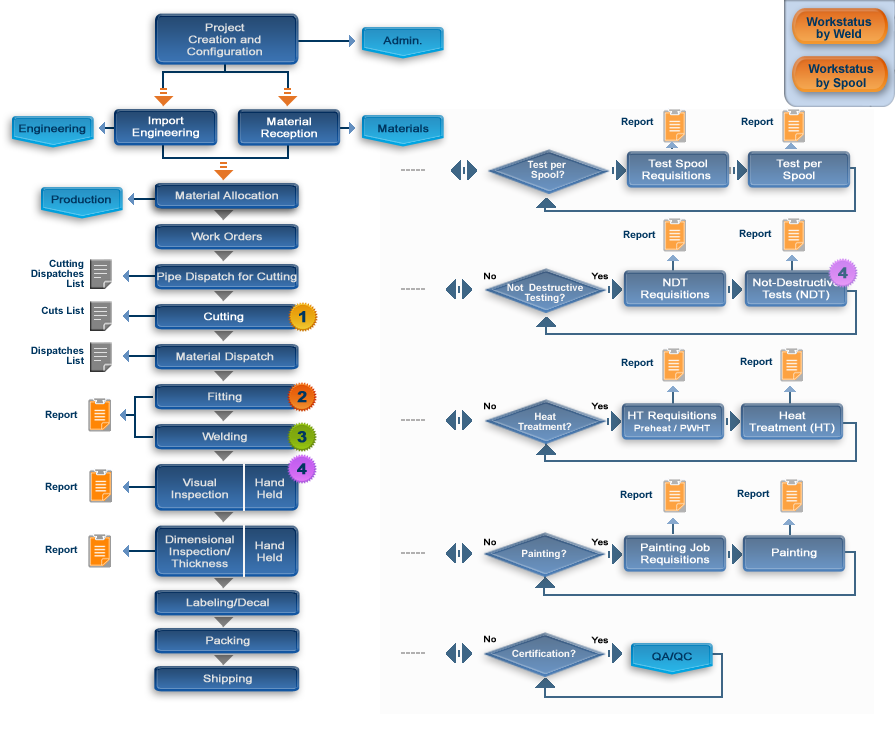 Project
Creation and
Configuration
Admin.
Workstatus
by Weld
Workstatus
by Spool
Engineering
Import
Engineering
Material
Reception
Materials
Production
Material Allocation
Work Orders
Cutting
Dispatches
List
Pipe Dispatch for Cutting
Cuts List
Cutting
1
Dispatches
List
Material Dispatch
Report
Fitting
2
Welding
3
Report
Visual
Inspection
Hand
Held
4
Report
Dimensional
Inspection/
Thickness
Hand
Held
Labeling/Decal
Packing
Shipping
Report
Report
Test per
Spool?
Test Spool
Requisitions
Test per
Spool
Report
Report
No
Not Destructive
Testing?
Yes
NDT
Requisitions
Not-Destructive
Tests (NDT)
4
Report
Report
No
Heat
Treatment?
Yes
HT Requisitions
Preheat / PWHT
Heat
Treatment (HT)
Report
Report
No
Painting?
Yes
Painting Job
Requisitions
Painting
No
Certification?
Yes
QA/QC